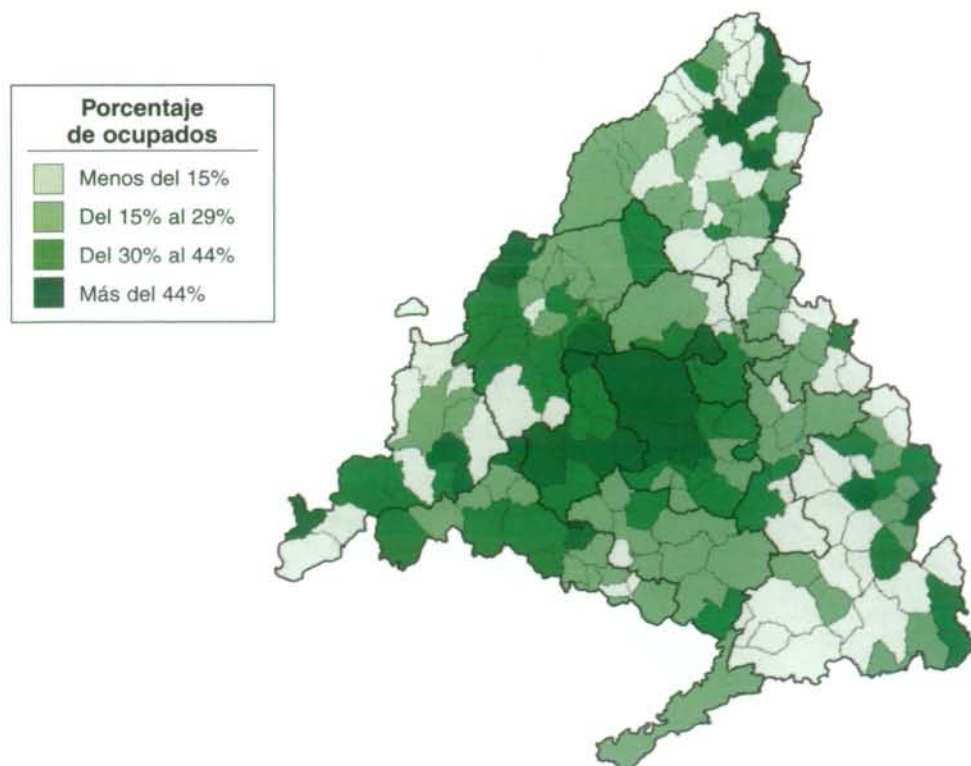 Porcentaje
de ocupados
Menos del 15%
Del 15% al 29%
Del 30% al 44%
Más del 44%